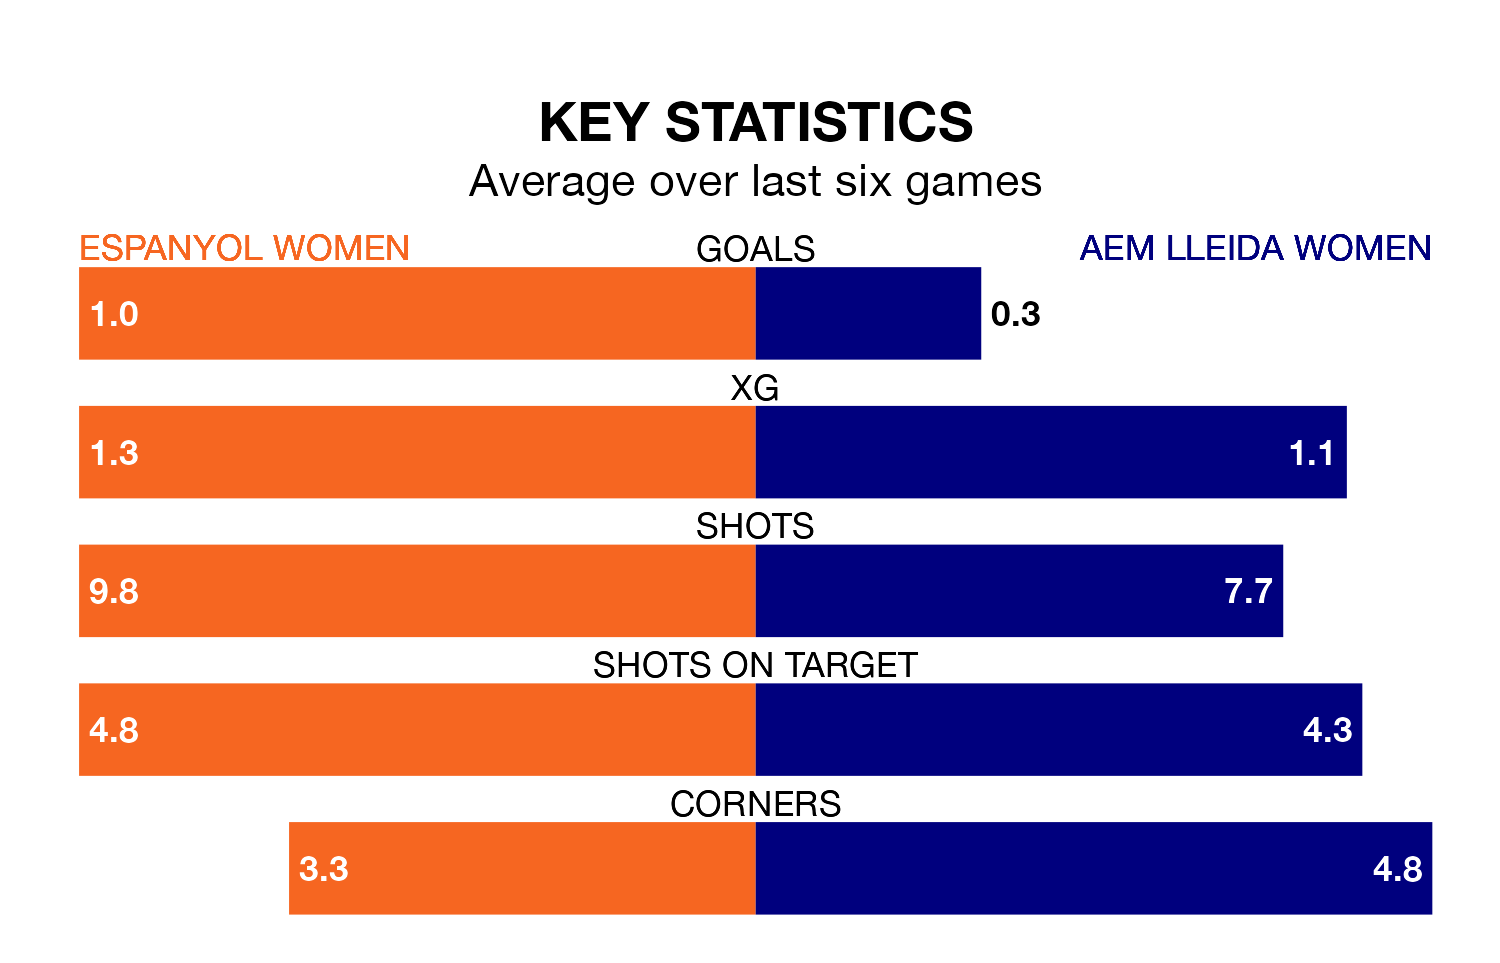 KEY STATISTICS
Average over last six games
ESPANYOL WOMEN GOALS AEM LLEIDA WOMEN
1.0 0.3
XG
1.3 1.1
SHOTS
9.8 7.7
SHOTS ON TARGET
4.8 4.3
CORNERS
3.3 4.8